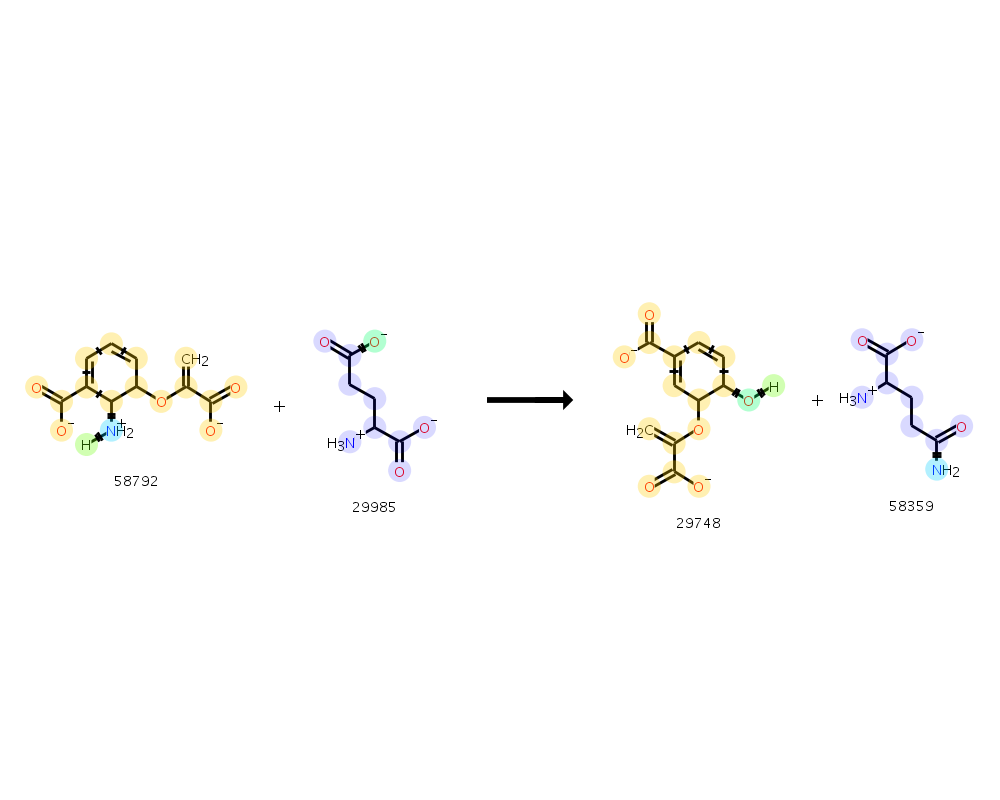 O O⁻ H NH₂⁺ O CH₂ O O⁻
58792
+
O O⁻ H₃N⁺ O⁻ O
29985
O O⁻ H₂C O O O⁻ O H
29748
+
O O⁻ H₃N⁺ O NH₂
58359